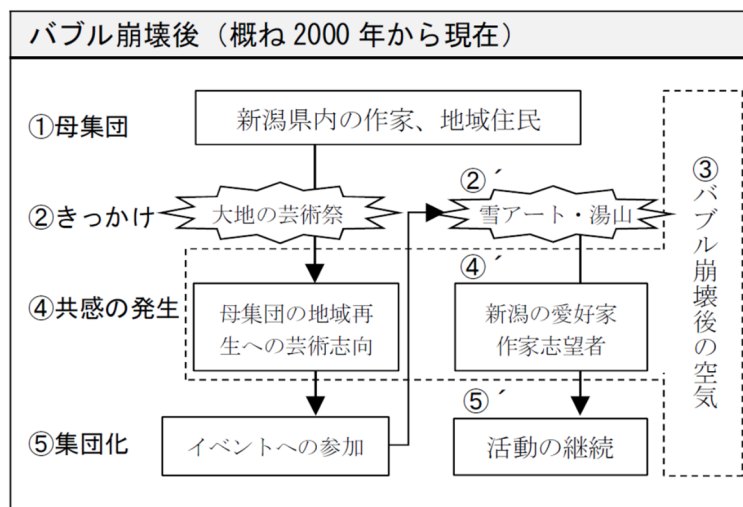 バブル崩壊後（概ね 2000 年から現在）
①母集団
新潟県内の作家、地域住民
②きっかけ
大地の芸術祭
②´
雪アート・湯山
③バブル崩壊後の空気
④共感の発生
母集団の地域再
生への芸術志向
④´
新潟の愛好家
作家志望者
⑤集団化
イベントへの参加
⑤´
活動の継続